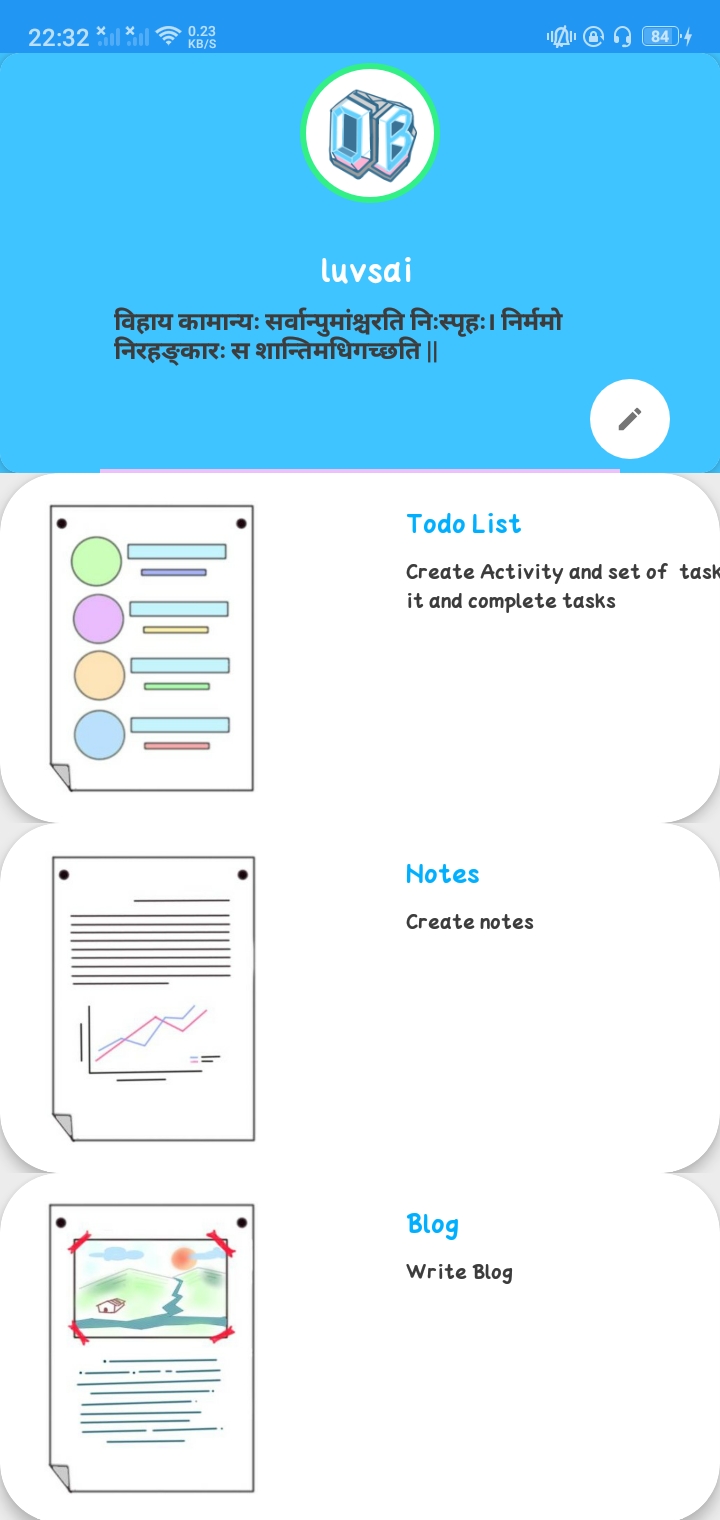 22:32
0.23
KB/S
84
QB
luvsai
विहाय कामान्यः सर्वान्पुमांश्चरति निःस्पृहः। निर्ममो
निरहङ्कारः स शान्तिमधिगच्छति ||
Todo List
Create Activity and set of task
it and complete tasks
Notes
Create notes
Blog
Write Blog